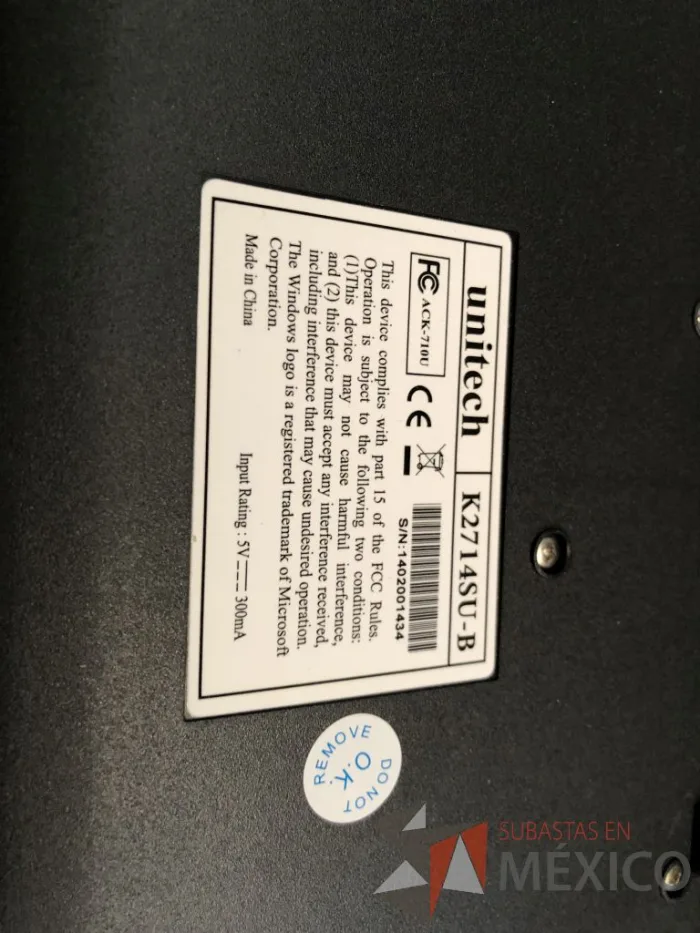 unitech K2714SU-B
FC ACK-710U CE
S/N:1402001434
This device complies with part 15 of the FCC Rules.
Operation is subject to the following two conditions:
(1)This device may not cause harmful interference,
and (2) this device must accept any interference received,
including interference that may cause undesired operation.
The Windows logo is a registered trademark of Microsoft
Corporation.
Made in China
Input Rating : 5V 300mA
DO NOT REMOVE
O.K.
SUBASTAS EN
MÉXICO